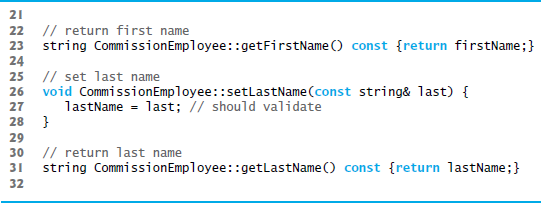 21
22 // return first name
23 string CommissionEmployee::getFirstName() const {return firstName;}
24
25 // set last name
26 void CommissionEmployee::setLastName(const string& last) {
27    lastName = last; // should validate
28 }
29
30 // return last name
31 string CommissionEmployee::getLastName() const {return lastName;}
32